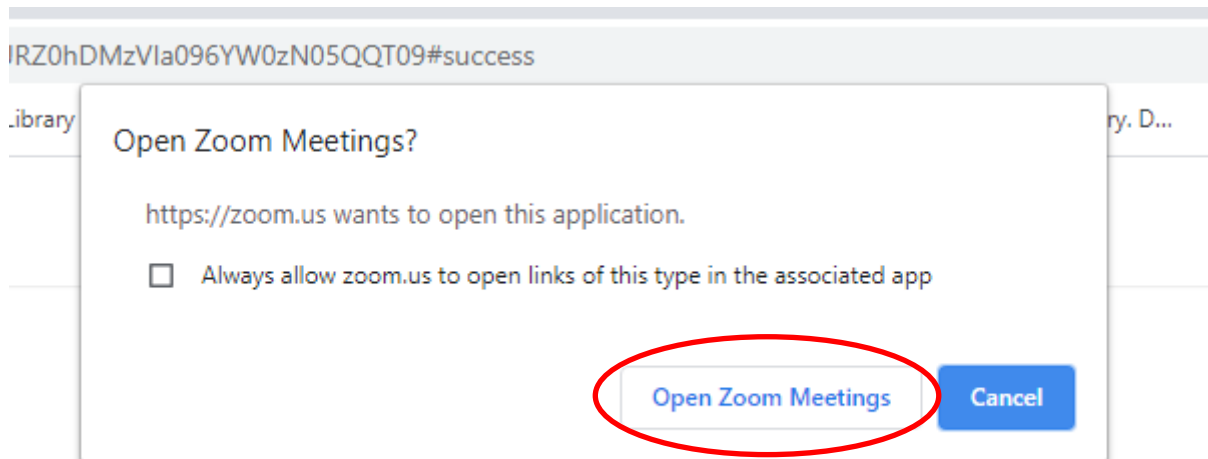 JRZ0hDMzVIa096YW0zN05QQT09#success
Library
ry. D...
Open Zoom Meetings?
https://zoom.us wants to open this application.
Always allow zoom.us to open links of this type in the associated app
Open Zoom Meetings Cancel